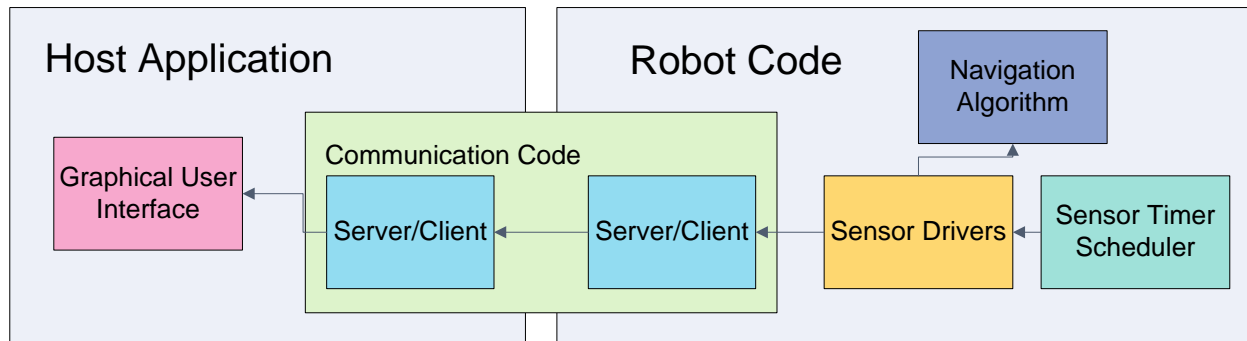 Host Application
Robot Code
Navigation
Algorithm
Communication Code
Graphical User
Interface
Server/Client
Server/Client
Sensor Drivers
Sensor Timer
Scheduler